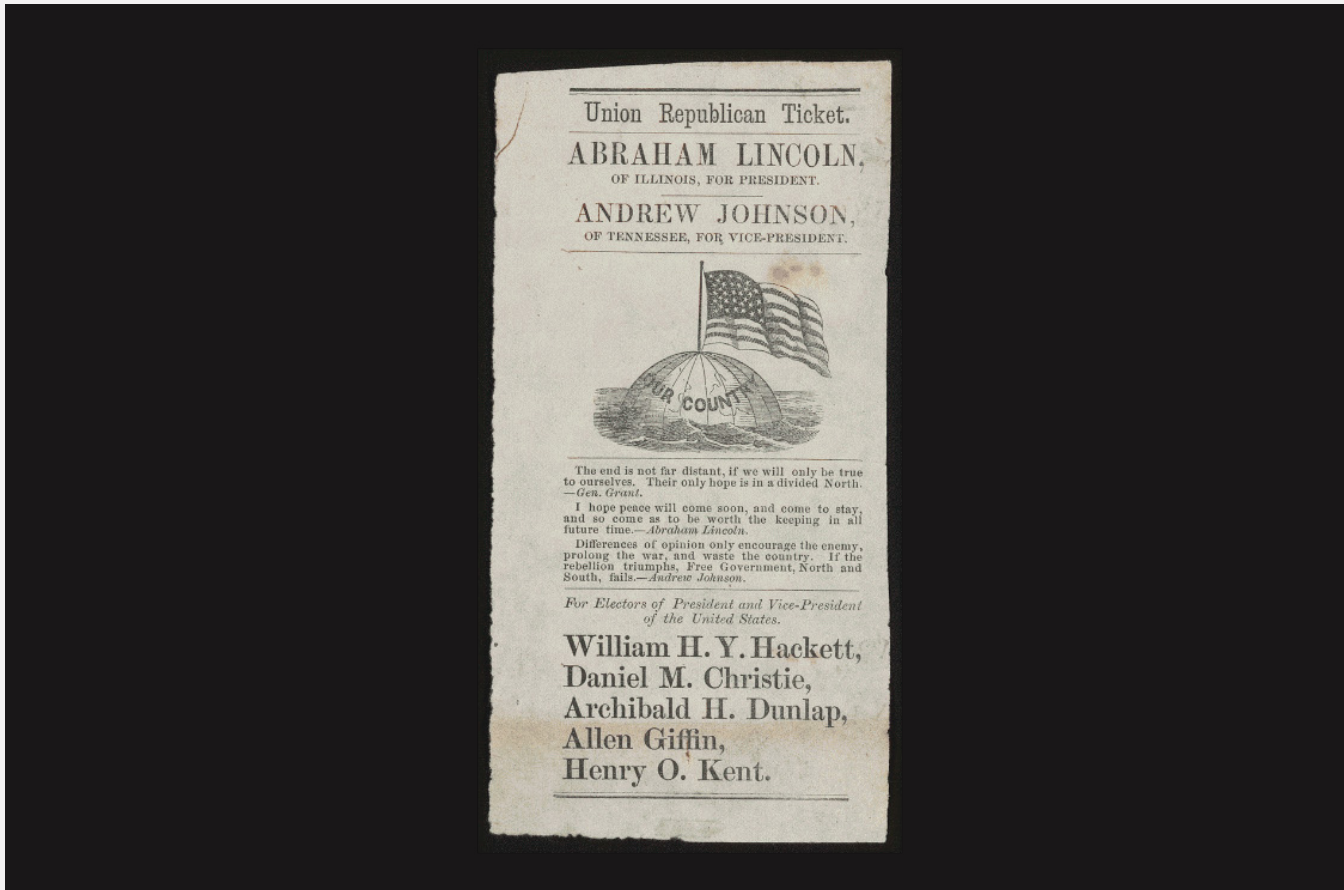 Union Republican Ticket.
ABRAHAM LINCOLN,
OF ILLINOIS, FOR PRESIDENT.
ANDREW JOHNSON,
OF TENNESSEE, FOR VICE-PRESIDENT.
OUR COUNTRY
The end is not far distant, if we will only be true
to ourselves. Their only hope is in a divided North.
—Gen. Grant.
I hope peace will come soon, and come to stay,
and so come as to be worth the keeping in all
future time.—Abraham Lincoln.
Differences of opinion only encourage the enemy,
prolong the war, and waste the country. If the
rebellion triumphs, Free Government, North and
South, fails.—Andrew Johnson.
For Electors of President and Vice-President
of the United States.
William H. Y. Hackett,
Daniel M. Christie,
Archibald H. Dunlap,
Allen Giffin,
Henry O. Kent.